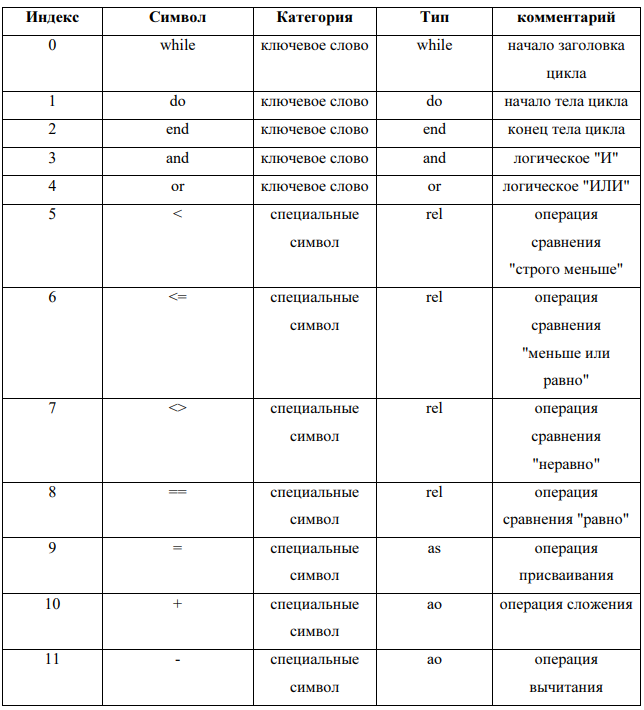 Индекс Символ Категория Тип комментарий
0 while ключевое слово while начало заголовка
цикла
1 do ключевое слово do начало тела цикла
2 end ключевое слово end конец тела цикла
3 and ключевое слово and логическое "И"
4 or ключевое слово or логическое "ИЛИ"
5 < специальные rel операция
символ сравнения
"строго меньше"
6 <= специальные rel операция
символ сравнения
"меньше или
равно"
7 <> специальные rel операция
символ сравнения
"неравно"
8 == специальные rel операция
символ сравнения "равно"
9 = специальные as операция
символ присваивания
10 + специальные ao операция сложения
символ
11 - специальные ao операция
символ вычитания